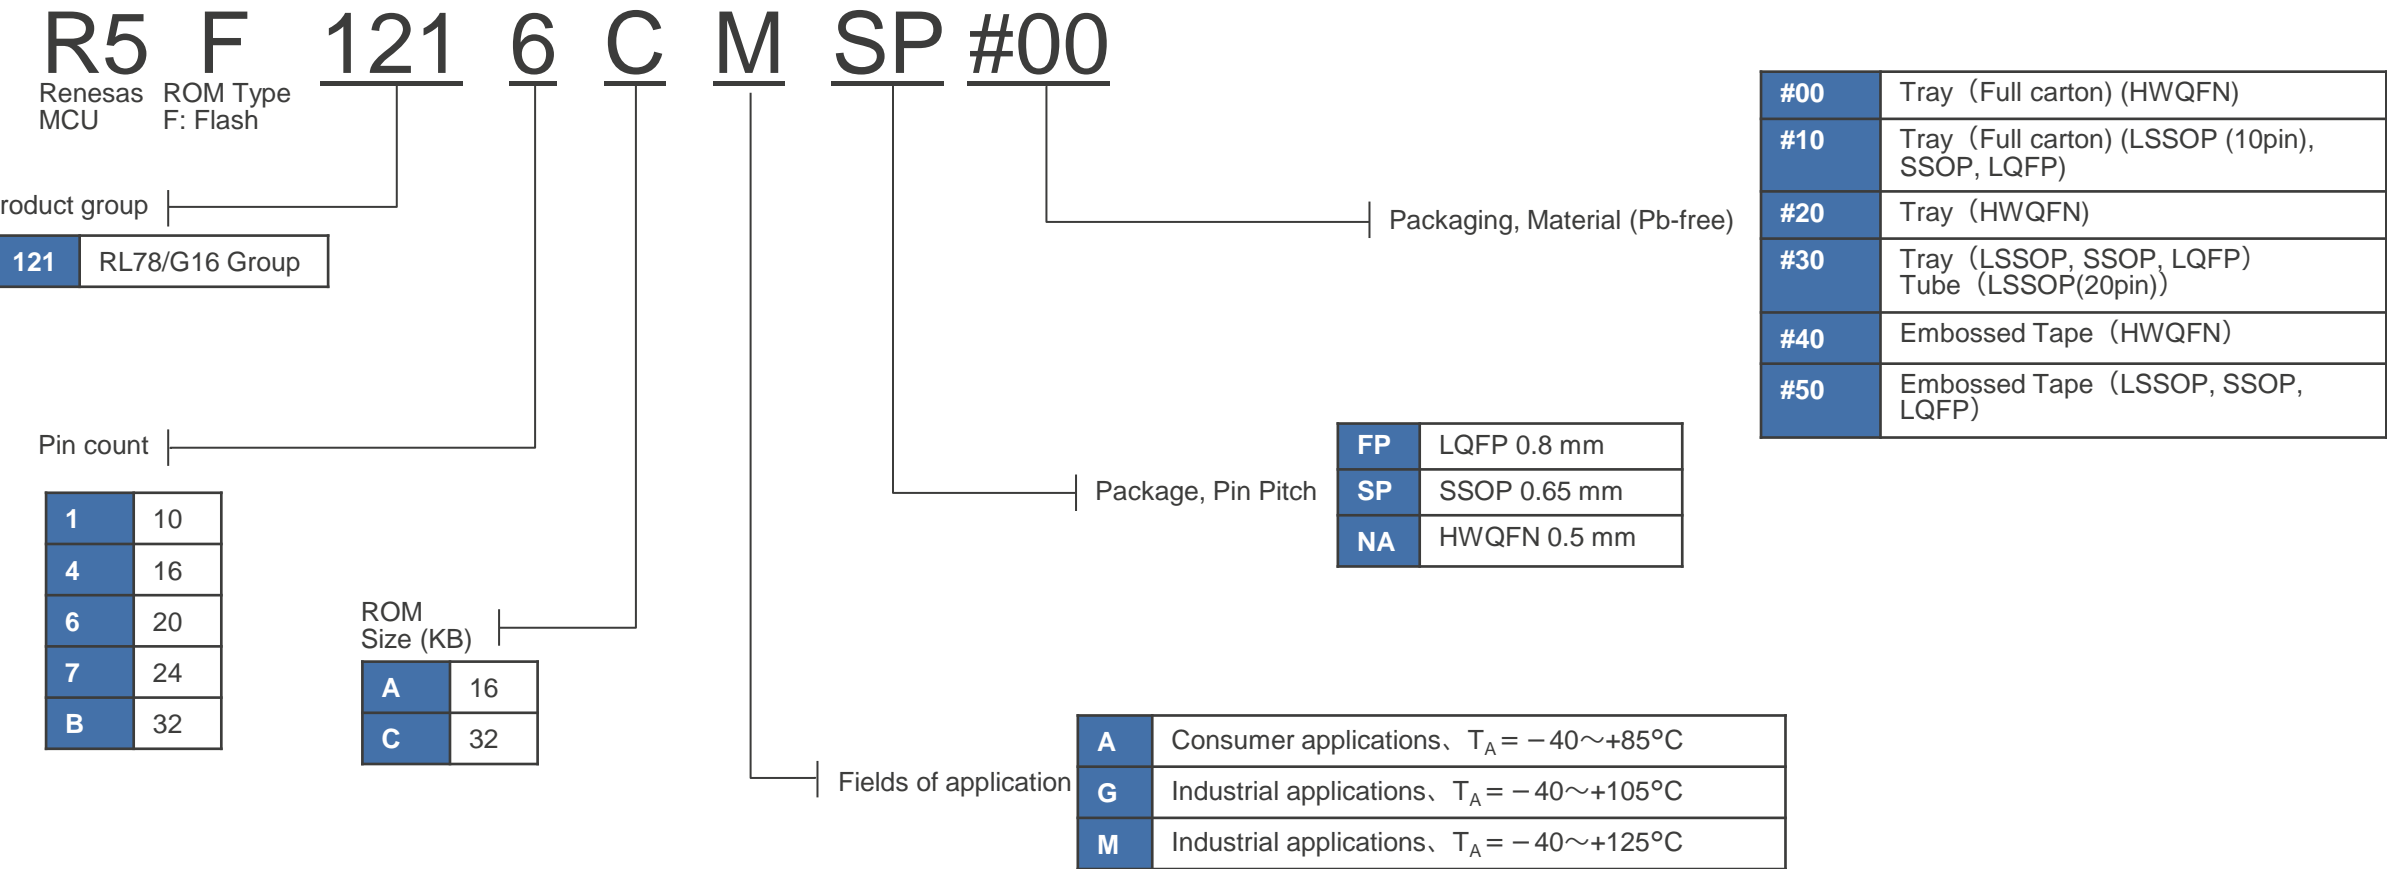 R5 F 121 6 C M SP #00
Renesas MCU
ROM Type
F: Flash
roduct group
121 RL78/G16 Group
Pin count
1 10
4 16
6 20
7 24
B 32
ROM
Size (KB)
A 16
C 32
Fields of application
A Consumer applications、TA=－40～+85°C
G Industrial applications、TA=－40～+105°C
M Industrial applications、TA=－40～+125°C
Package, Pin Pitch
FP LQFP 0.8 mm
SP SSOP 0.65 mm
NA HWQFN 0.5 mm
Packaging, Material (Pb-free)
#00 Tray（Full carton) (HWQFN)
#10 Tray（Full carton) (LSSOP (10pin),
SSOP, LQFP)
#20 Tray（HWQFN)
#30 Tray（LSSOP, SSOP, LQFP）
Tube（LSSOP(20pin)）
#40 Embossed Tape（HWQFN）
#50 Embossed Tape（LSSOP, SSOP,
LQFP）